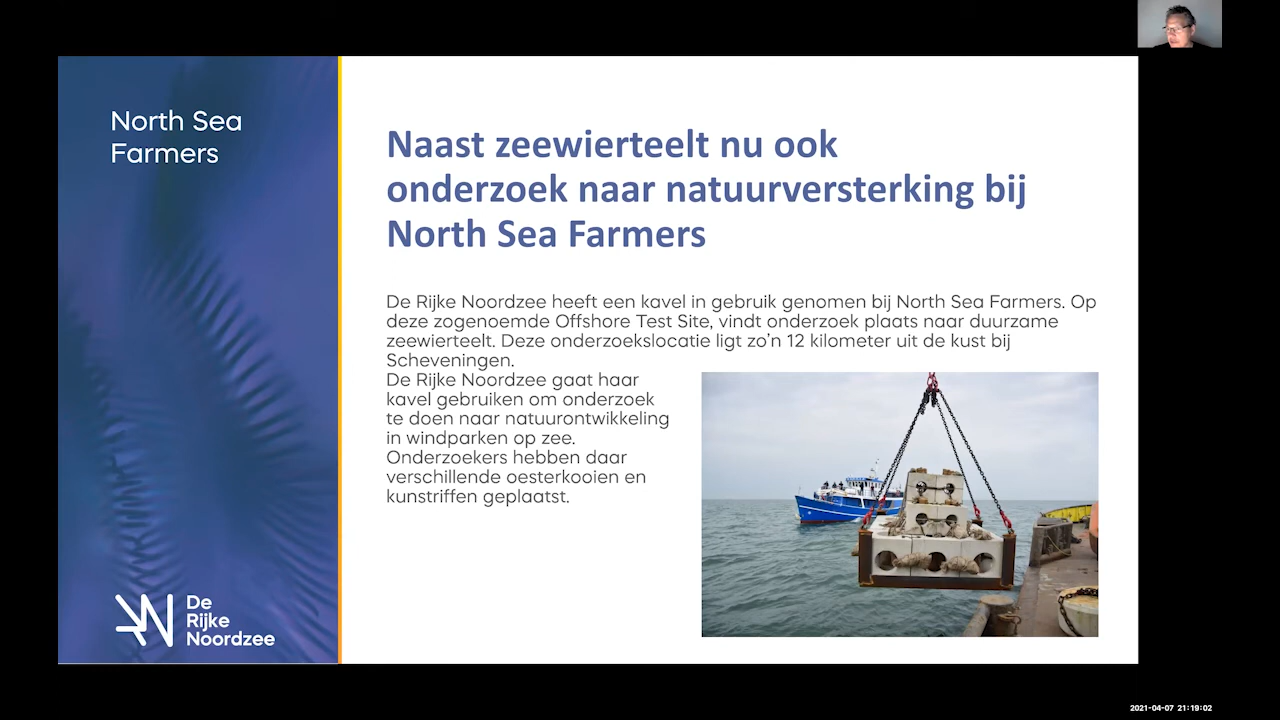 North Sea
Farmers
Naast zeewierteelt nu ook
onderzoek naar natuurversterking bij
North Sea Farmers
De Rijke Noordzee heeft een kavel in gebruik genomen bij North Sea Farmers. Op
deze zogenoemde Offshore Test Site, vindt onderzoek plaats naar duurzame
zeewierteelt. Deze onderzoekslocatie ligt zo’n 12 kilometer uit de kust bij
Scheveningen.
De Rijke Noordzee gaat haar
kavel gebruiken om onderzoek
te doen naar natuurontwikkeling
in windparken op zee.
Onderzoekers hebben daar
verschillende oesterkooien en
kunstriffen geplaatst.
De
Rijke
Noordzee
2021-04-07 21:19:02